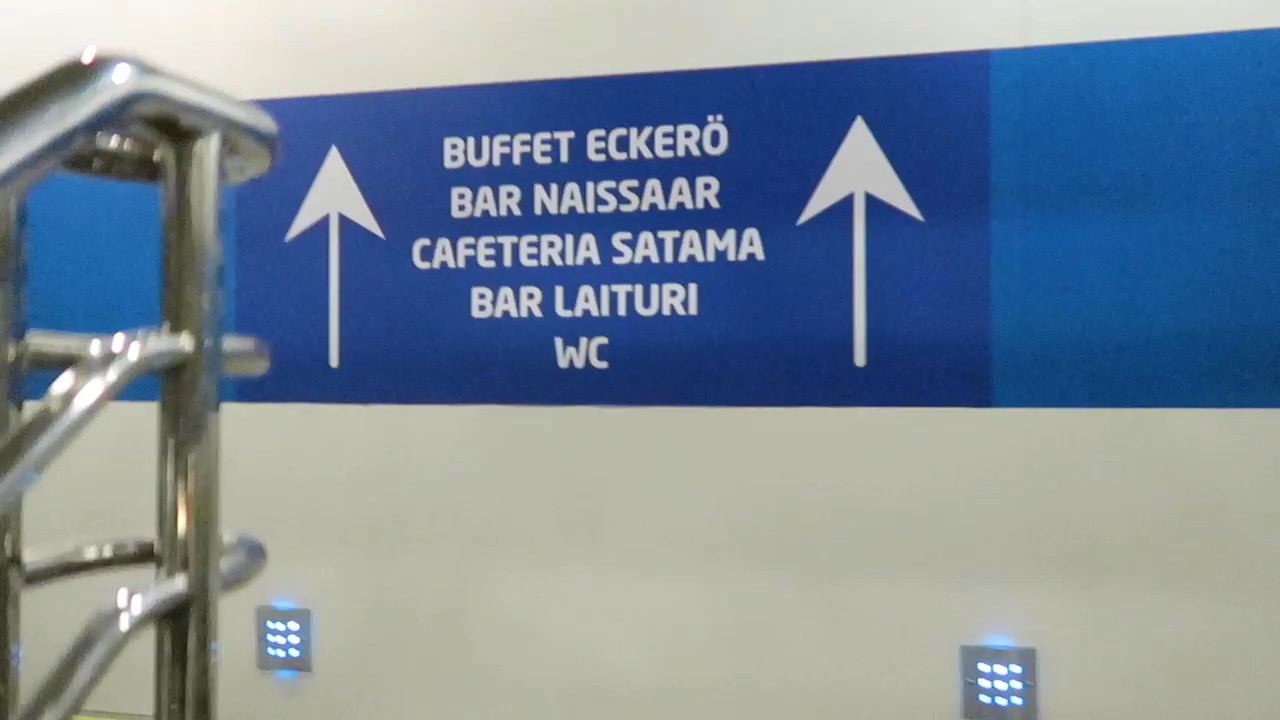 BUFFET ECKERÖ
BAR NAISSAAR
CAFETERIA SATAMA
BAR LAITURI
WC